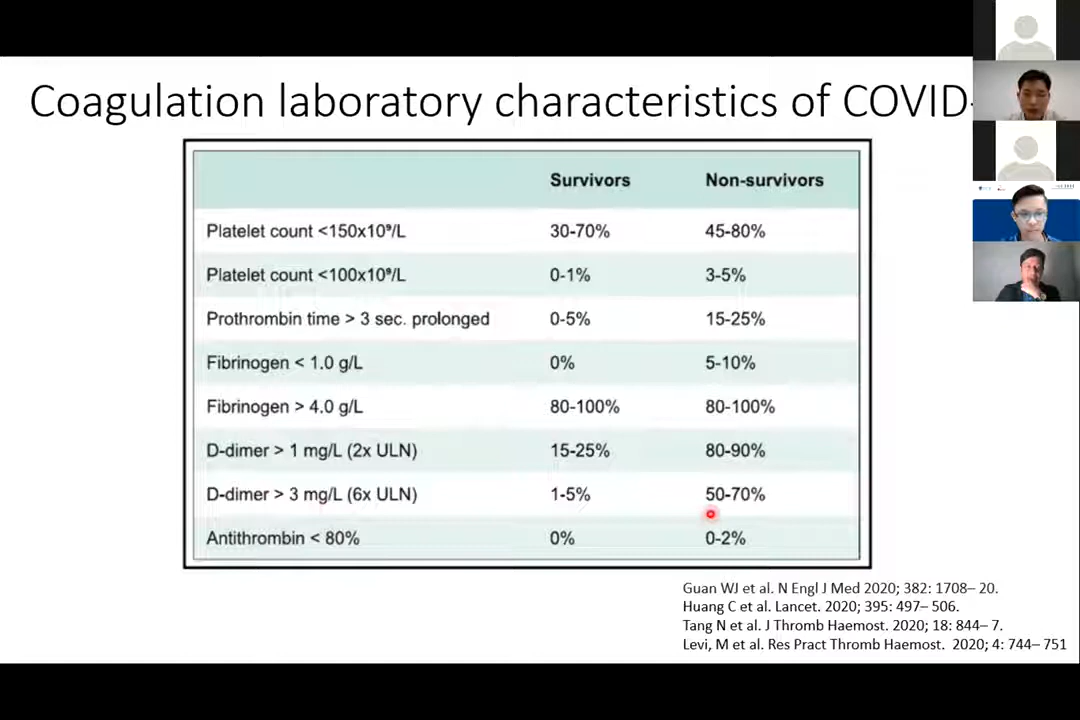 Coagulation laboratory characteristics of COVID-
Survivors Non-survivors
Platelet count <150x10⁹/L 30-70% 45-80%
Platelet count <100x10⁹/L 0-1% 3-5%
Prothrombin time > 3 sec. prolonged 0-5% 15-25%
Fibrinogen < 1.0 g/L 0% 5-10%
Fibrinogen > 4.0 g/L 80-100% 80-100%
D-dimer > 1 mg/L (2x ULN) 15-25% 80-90%
D-dimer > 3 mg/L (6x ULN) 1-5% 50-70%
Antithrombin < 80% 0% 0-2%
Guan WJ et al. N Engl J Med 2020; 382: 1708– 20.
Huang C et al. Lancet. 2020; 395: 497– 506.
Tang N et al. J Thromb Haemost. 2020; 18: 844– 7.
Levi, M et al. Res Pract Thromb Haemost. 2020; 4: 744– 751